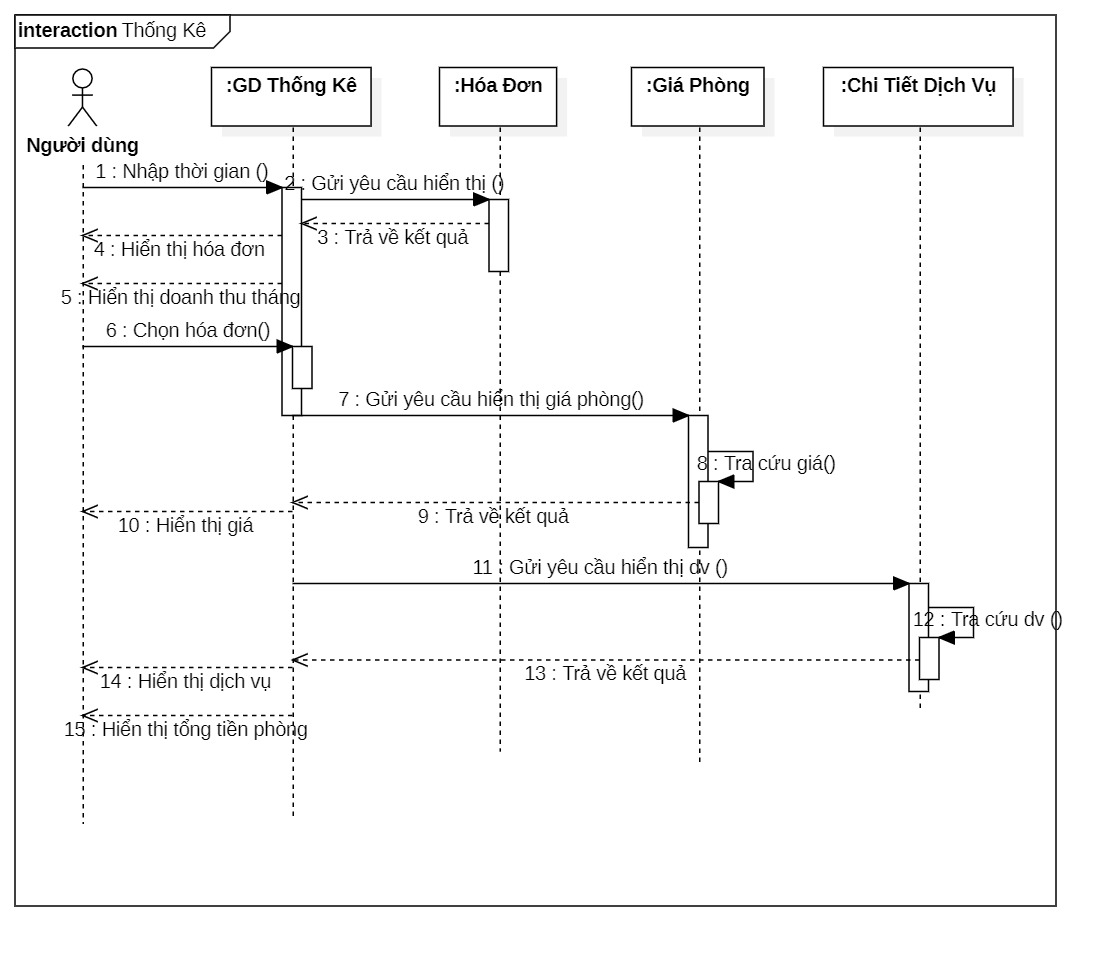 interaction Thống Kê
:GD Thống Kê
:Hóa Đơn
:Giá Phòng
:Chi Tiết Dịch Vụ
Người dùng
1 : Nhập thời gian ()
2 : Gửi yêu cầu hiển thị ()
3 : Trả về kết quả
4 : Hiển thị hóa đơn
5 : Hiển thị doanh thu tháng
6 : Chọn hóa đơn()
7 : Gửi yêu cầu hiển thị giá phòng()
8 : Tra cứu giá()
9 : Trả về kết quả
10 : Hiển thị giá
11 : Gửi yêu cầu hiển thị dv ()
12 : Tra cứu dv ()
13 : Trả về kết quả
14 : Hiển thị dịch vụ
15 : Hiển thị tổng tiền phòng